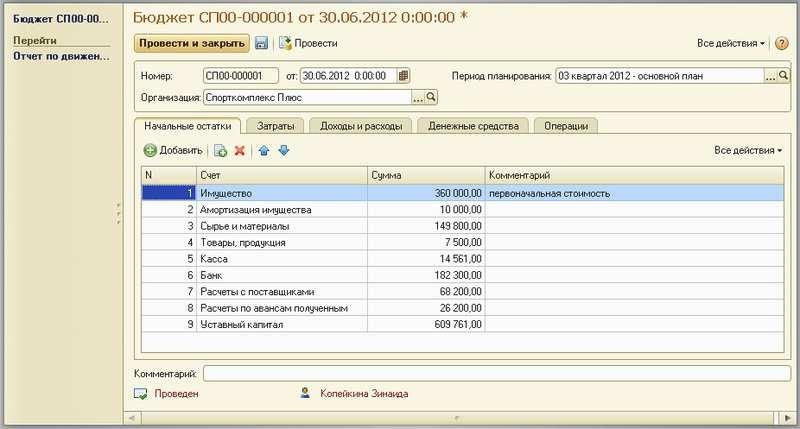 Бюджет СП00-00...
Перейти
Отчет по движен...
Бюджет СП00-000001 от 30.06.2012 0:00:00 *
Провести и закрыть Провести Все действия
Номер: СП00-000001 от: 30.06.2012 0:00:00 Период планирования: 03 квартал 2012 - основной план ...
Организация: Спорткомплекс Плюс ...
Начальные остатки Затраты Доходы и расходы Денежные средства Операции
Добавить Все действия
N Счет Сумма Комментарий
1 Имущество 360 000,00 первоначальная стоимость
2 Амортизация имущества 10 000,00
3 Сырье и материалы 149 800,00
4 Товары, продукция 7 500,00
5 Касса 14 561,00
6 Банк 182 300,00
7 Расчеты с поставщиками 68 200,00
8 Расчеты по авансам полученным 26 200,00
9 Уставный капитал 609 761,00
Комментарий:
Проведен Копейкина Зинаида